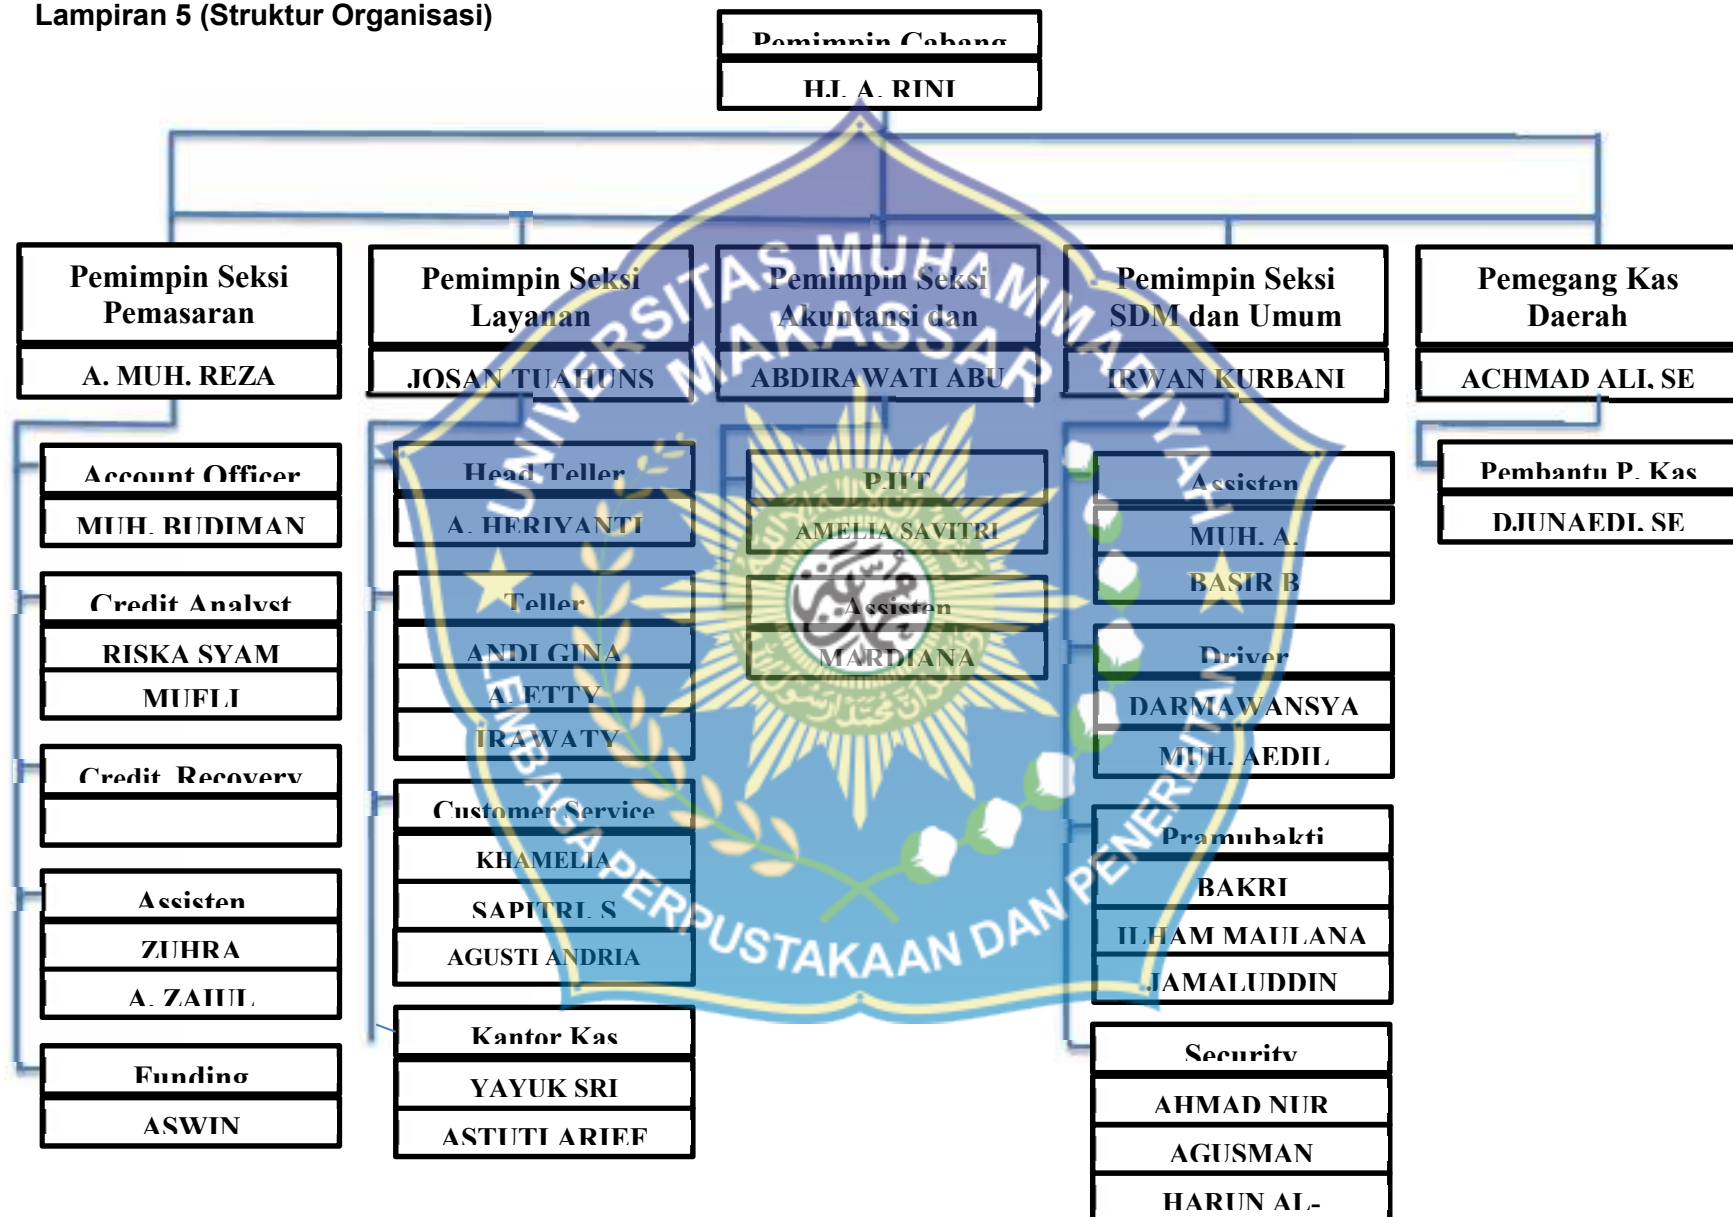 Lampiran 5 (Struktur Organisasi)
Pemimpin Cabang
HJ. A. RINI
Pemimpin Seksi
Pemasaran
A. MUH. REZA
Pemimpin Seksi
Layanan
JOSAN TUAHUNS
Pemimpin Seksi
Akuntansi dan
ABDIRAWATI ABU
Pemimpin Seksi
SDM dan Umum
IRWAN KURBANI
Pemegang Kas
Daerah
ACHMAD ALI, SE
Account Officer
MUH. BUDIMAN
Credit Analyst
RISKA SYAM
MUFLI
Credit Recovery
Assisten
ZUHRA
A. ZAIUL
Funding
ASWIN
Head Teller
A. HERIYANTI
Teller
ANDI GINA
A. ETTY
IRAWATY
Customer Service
KHAMELIA
SAPITRI. S
AGUSTI ANDRIA
Kantor Kas
YAYUK SRI
ASTUTI ARIEF
PJIT
AMELIA SAVITRI
Assisten
MARDIANA
Assisten
MUH. A.
BASIR B
Driver
DARMAWANSYA
MUH. AEDIL
Pramubakti
BAKRI
ILHAM MAULANA
JAMALUDDIN
Security
AHMAD NUR
AGUSMAN
HARUN AL-
Pembantu P. Kas
DJUNAEDI, SE
UNIVERSITAS MUHAMMADIYAH
MAKASSAR
LEMBAGA PERPUSTAKAAN DAN PENERBITAN